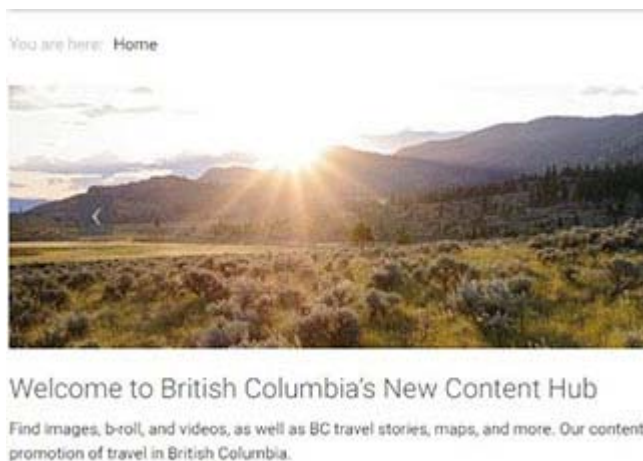 You are here: Home
Welcome to British Columbia's New Content Hub
Find images, b-roll, and videos, as well as BC travel stories, maps, and more. Our content
promotion of travel in British Columbia.